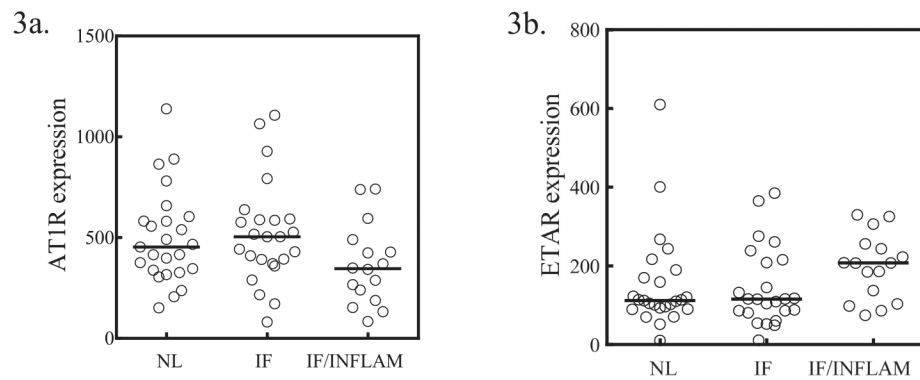 3a.
AT1R expression
1500
1000
500
0
NL IF IF/INFLAM
3b.
ETAR expression
800
600
400
200
0
NL IF IF/INFLAM